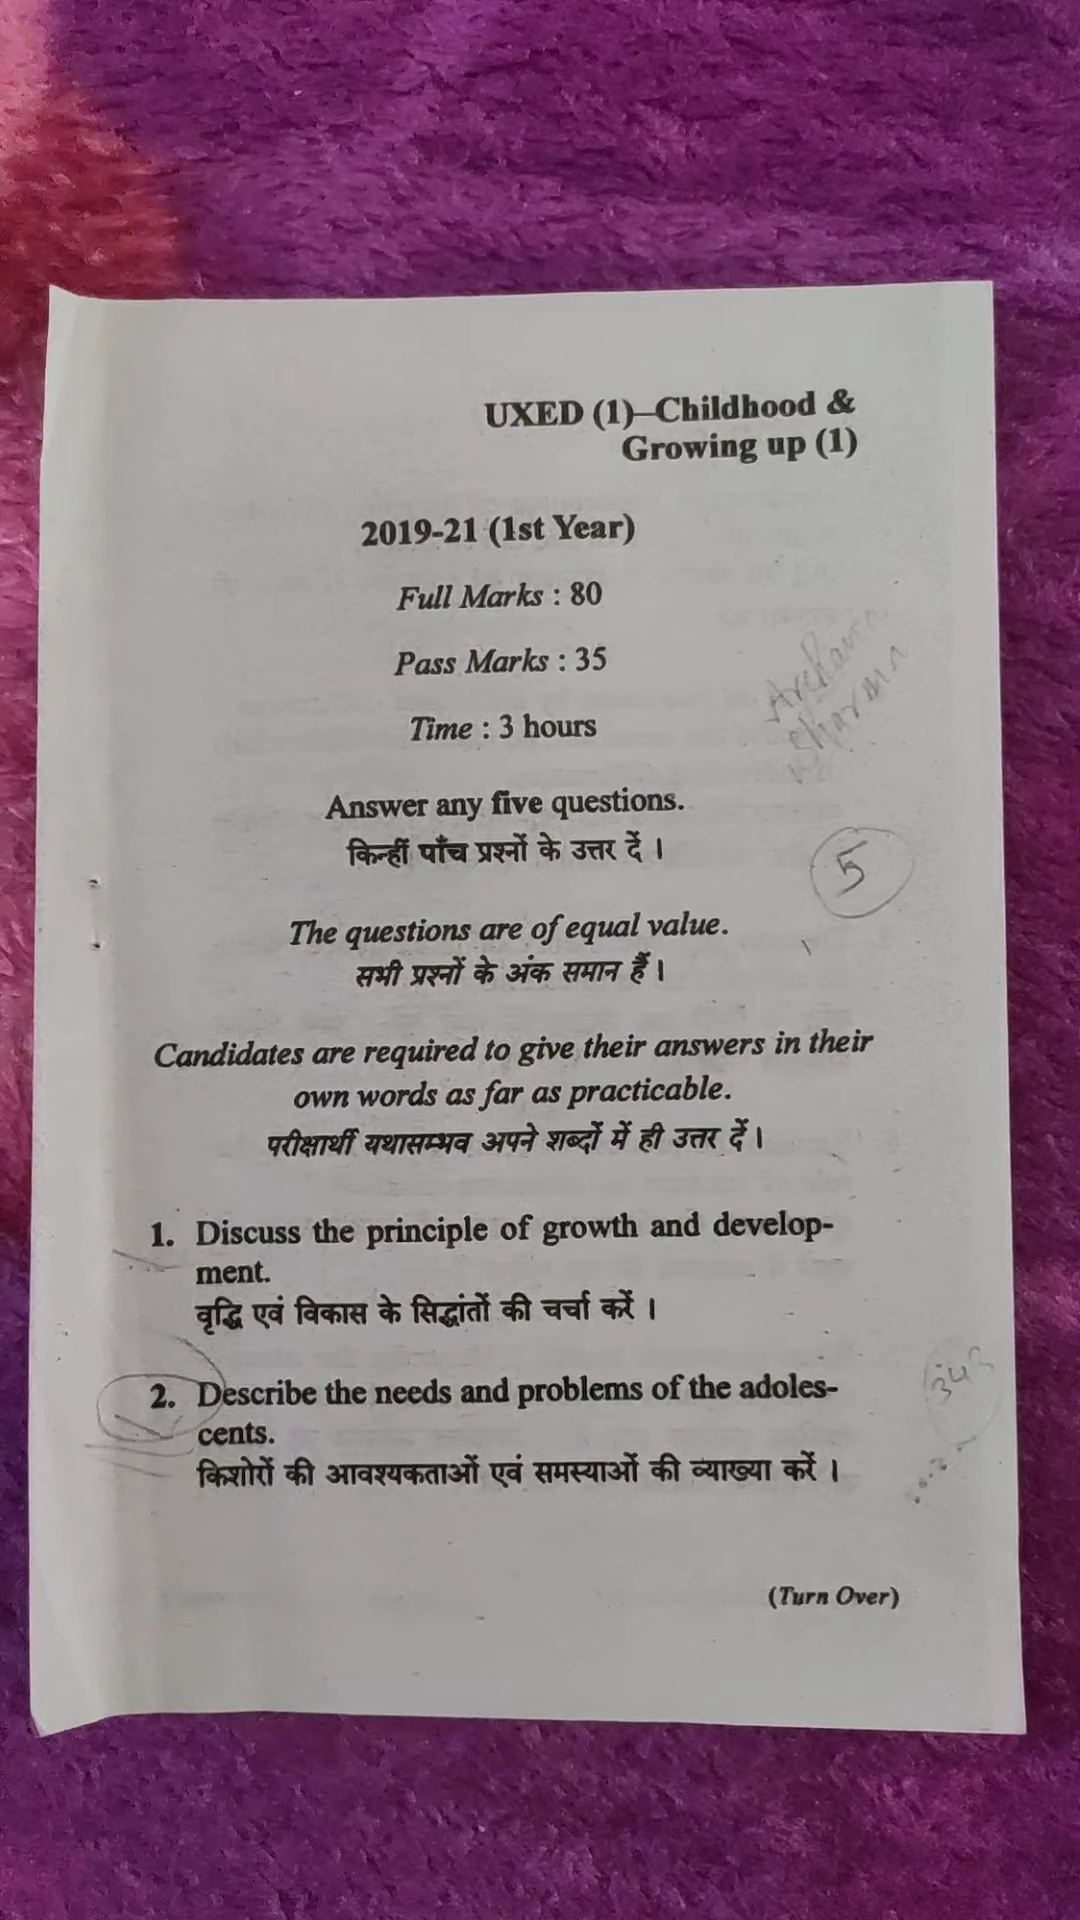 UXED (1)–Childhood &
Growing up (1)
2019-21 (1st Year)
Full Marks : 80
Pass Marks : 35
Time : 3 hours
Archana
Sharma
Answer any five questions.
किन्हीं पाँच प्रश्नों के उत्तर दें ।
5
The questions are of equal value.
सभी प्रश्नों के अंक समान हैं ।
Candidates are required to give their answers in their
own words as far as practicable.
परीक्षार्थी यथासम्भव अपने शब्दों में ही उत्तर दें ।
1. Discuss the principle of growth and develop-
ment.
वृद्धि एवं विकास के सिद्धांतों की चर्चा करें ।
2. Describe the needs and problems of the adoles-
cents.
किशोरों की आवश्यकताओं एवं समस्याओं की व्याख्या करें ।
(Turn Over)